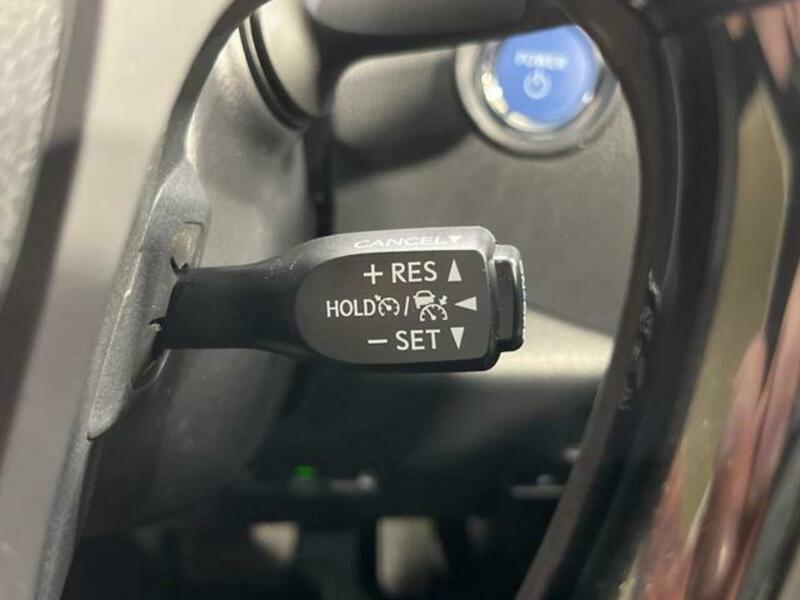 POWER
CANCEL▼
+ RES ▲
HOLD / ◀
− SET ▼